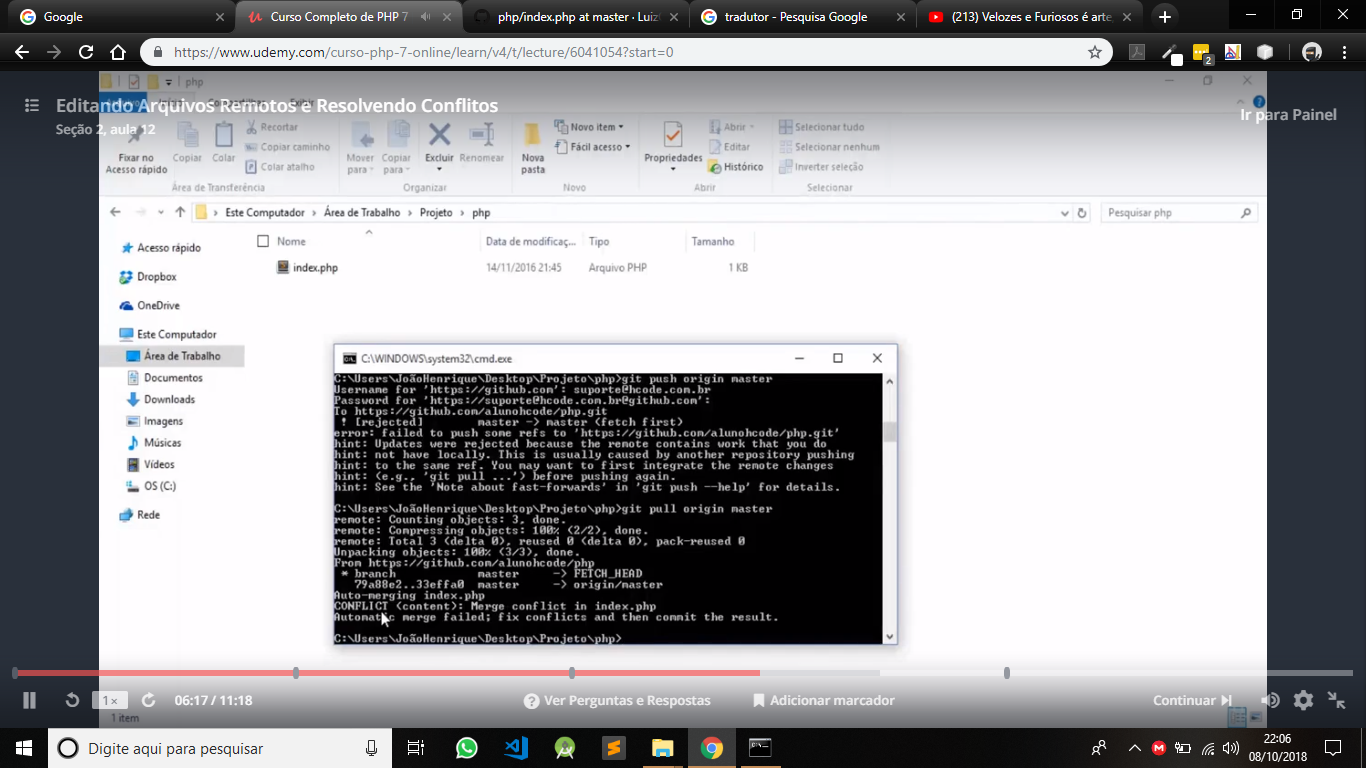 Google
Curso Completo de PHP 7
php/index.php at master · Luiz
tradutor - Pesquisa Google
(213) Velozes e Furiosos é arte
https://www.udemy.com/curso-php-7-online/learn/v4/t/lecture/6041054?start=0
2
php
Editando Arquivos Remotos e Resolvendo Conflitos
Seção 2, aula 12
Ir para Painel
Fixar no
Acesso rápido
Copiar
Colar
Recortar
Copiar caminho
Colar atalho
Área de Transferência
Mover
para
Copiar
para
Excluir
Renomear
Organizar
Nova
pasta
Novo item
Fácil acesso
Novo
Propriedades
Abrir
Editar
Histórico
Abrir
Selecionar tudo
Selecionar nenhum
Inverter seleção
Selecionar
Este Computador > Área de Trabalho > Projeto > php
Pesquisar php
Acesso rápido
Dropbox
OneDrive
Este Computador
Área de Trabalho
Documentos
Downloads
Imagens
Músicas
Vídeos
OS (C:)
Rede
Nome
Data de modificaç...
Tipo
Tamanho
index.php
14/11/2016 21:45
Arquivo PHP
1 KB
C:\WINDOWS\system32\cmd.exe
C:\Users\JoãoHenrique\Desktop\Projeto\php>git push origin master
Username for 'https://github.com': suporte@hcode.com.br
Password for 'https://suporte@hcode.com.br@github.com':
To https://github.com/alunohcode/php.git
! [rejected] master -> master (fetch first)
error: failed to push some refs to 'https://github.com/alunohcode/php.git'
hint: Updates were rejected because the remote contains work that you do
hint: not have locally. This is usually caused by another repository pushing
hint: to the same ref. You may want to first integrate the remote changes
hint: (e.g., 'git pull ...') before pushing again.
hint: See the 'Note about fast-forwards' in 'git push --help' for details.
C:\Users\JoãoHenrique\Desktop\Projeto\php>git pull origin master
remote: Counting objects: 3, done.
remote: Compressing objects: 100% (2/2), done.
remote: Total 3 (delta 0), reused 0 (delta 0), pack-reused 0
Unpacking objects: 100% (3/3), done.
From https://github.com/alunohcode/php
* branch master -> FETCH_HEAD
79a88e2..33effa0 master -> origin/master
Auto-merging index.php
CONFLICT (content): Merge conflict in index.php
Automatic merge failed; fix conflicts and then commit the result.
C:\Users\JoãoHenrique\Desktop\Projeto\php>
1×
06:17 / 11:18
Ver Perguntas e Respostas
Adicionar marcador
Continuar
1 item
Digite aqui para pesquisar
22:06
08/10/2018